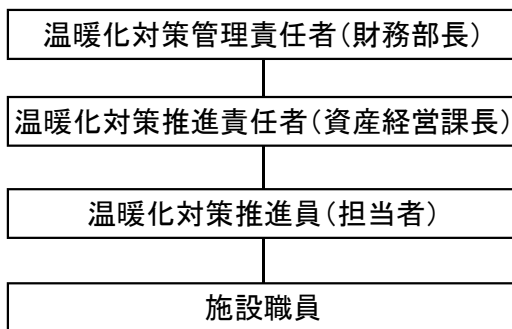 温暖化対策管理責任者（財務部長）
温暖化対策推進責任者（資産経営課長）
温暖化対策推進員（担当者）
施設職員